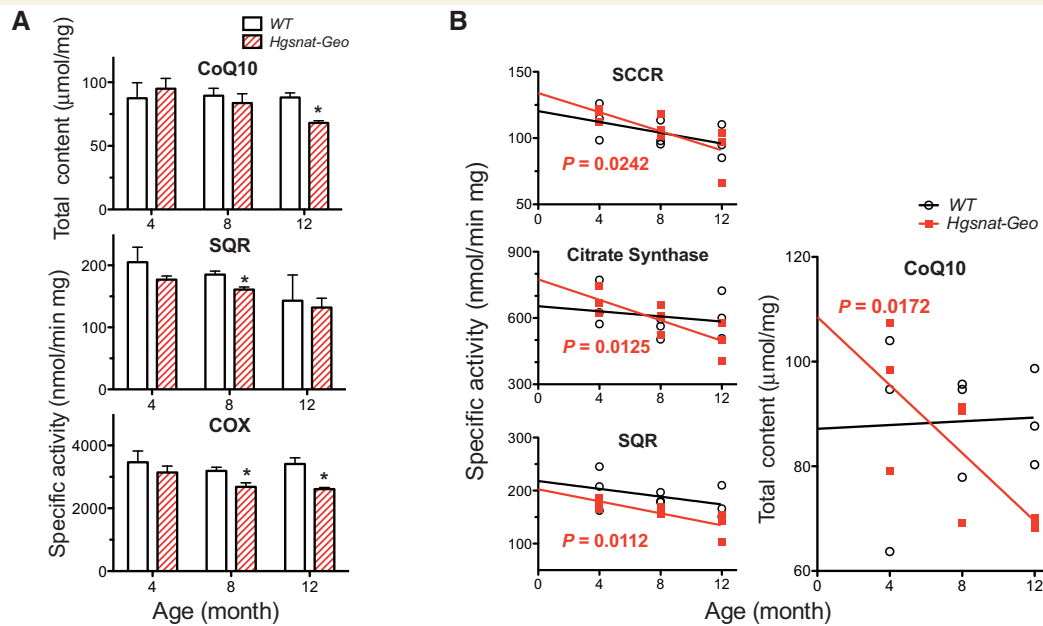 A
WT
Hgsnat-Geo
CoQ10
Total content (µmol/mg)
100
50
0
4
8
12
*
SQR
200
100
0
4
8
12
*
COX
Specific activity (nmol/min mg)
4000
2000
0
4
8
12
*
*
Age (month)
B
SCCR
150
100
50
0
4
8
12
P = 0.0242
Citrate Synthase
Specific activity (nmol/min mg)
900
600
300
0
4
8
12
P = 0.0125
SQR
300
200
100
0
4
8
12
P = 0.0112
WT
Hgsnat-Geo
CoQ10
Total content (µmol/mg)
120
100
80
60
0
4
8
12
P = 0.0172
Age (month)